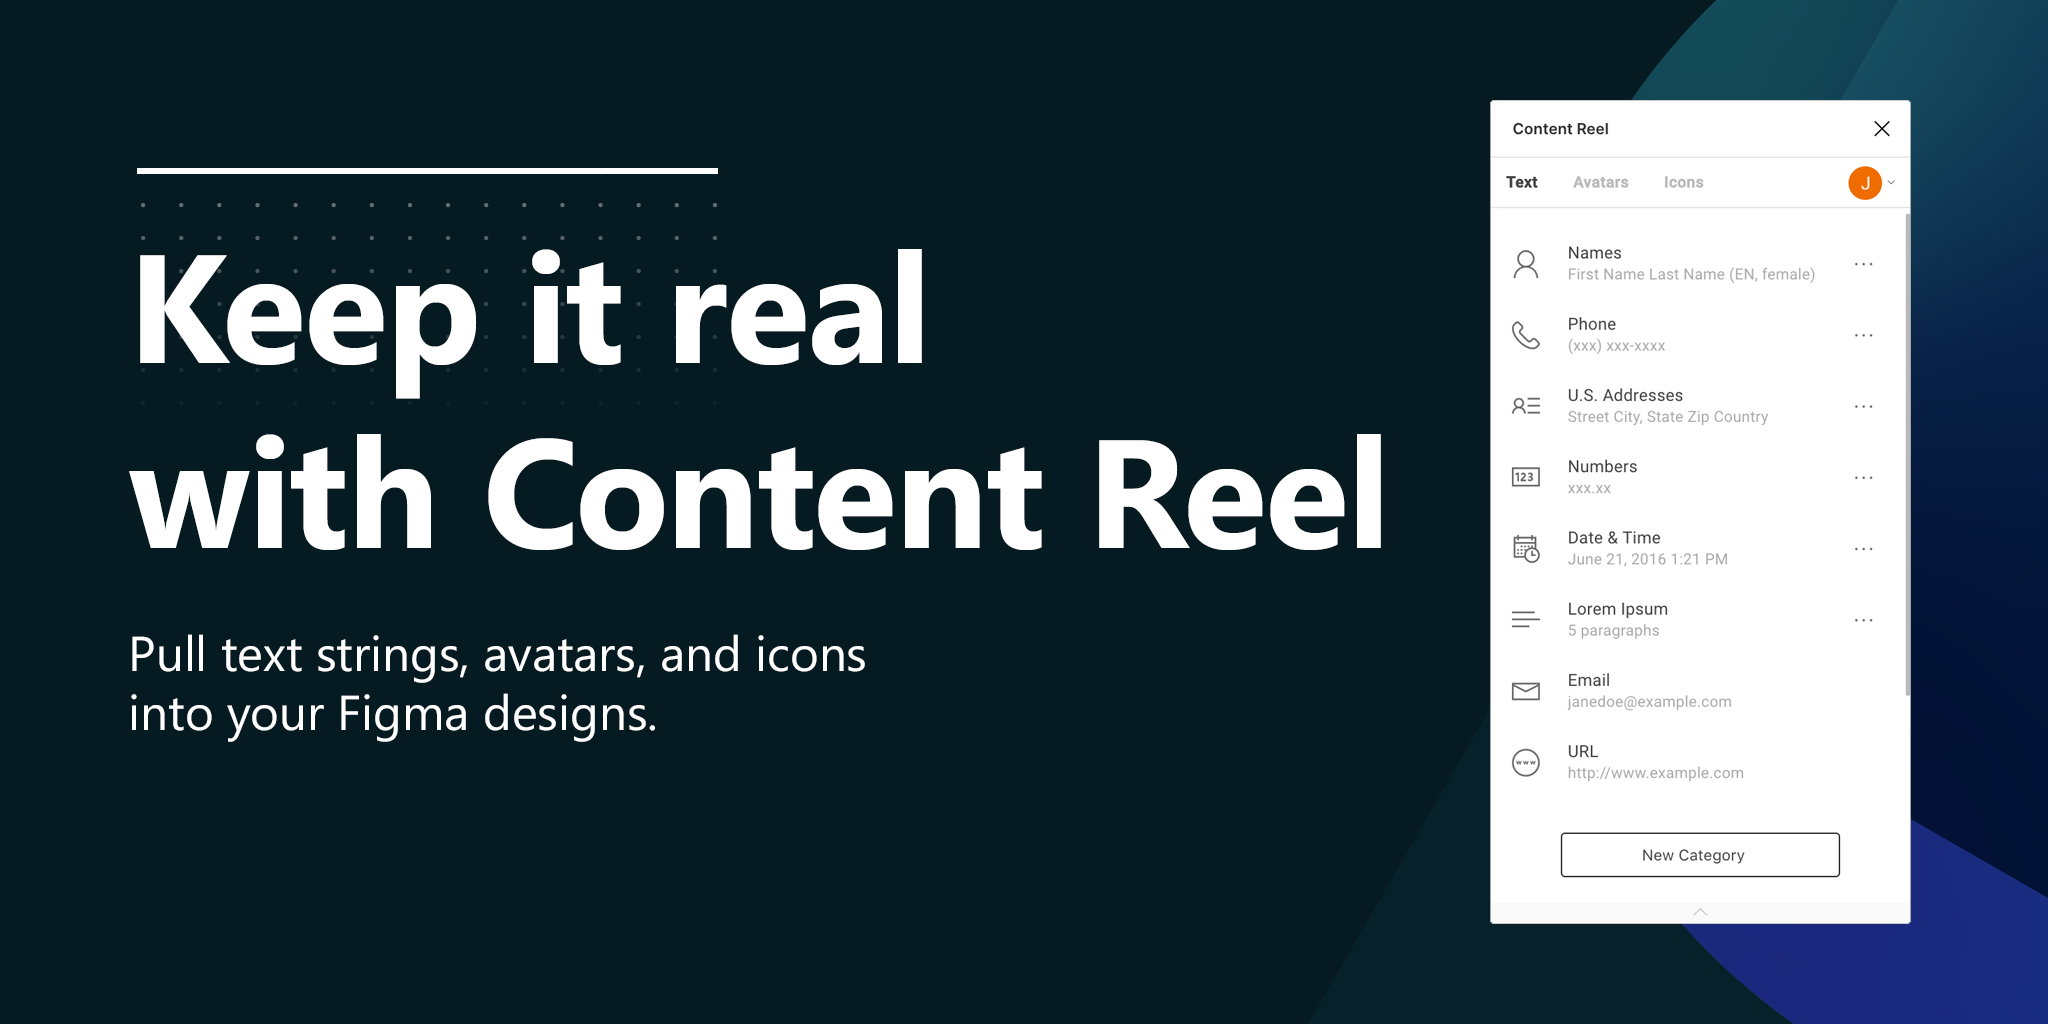 Keep it real
with Content Reel
Pull text strings, avatars, and icons
into your Figma designs.
Content Reel
Text Avatars Icons J
Names
First Name Last Name (EN, female)
Phone
(xxx) xxx-xxxx
U.S. Addresses
Street City, State Zip Country
123
Numbers
xxx.xx
Date & Time
June 21, 2016 1:21 PM
Lorem Ipsum
5 paragraphs
Email
janedoe@example.com
www
URL
http://www.example.com
New Category